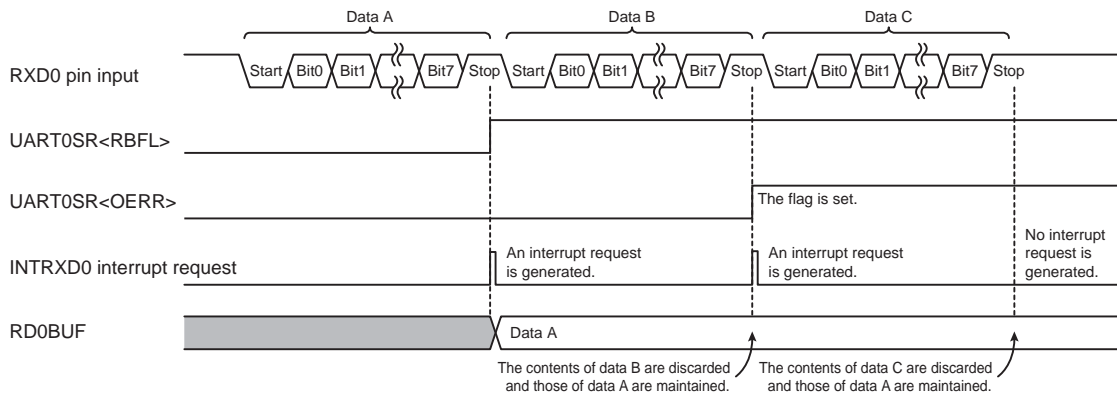 Data A Data B Data C
RXD0 pin input
Start Bit0 Bit1 Bit7 Stop Start Bit0 Bit1 Bit7 Stop Start Bit0 Bit1 Bit7 Stop
UART0SR<RBFL>
UART0SR<OERR>
The flag is set.
INTRXD0 interrupt request
An interrupt request
is generated.
An interrupt request
is generated.
No interrupt
request is
generated.
RD0BUF
Data A
The contents of data B are discarded
and those of data A are maintained.
The contents of data C are discarded
and those of data A are maintained.